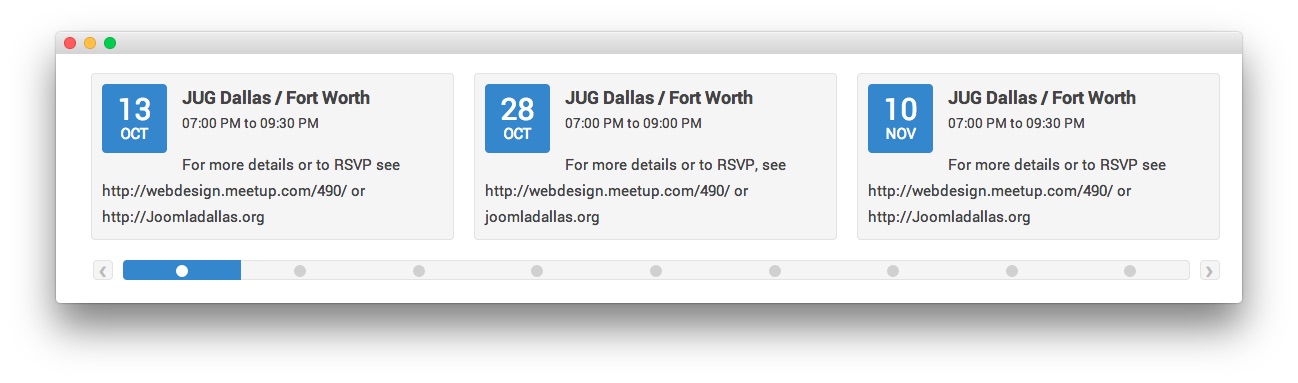 13
OCT
JUG Dallas / Fort Worth
07:00 PM to 09:30 PM
For more details or to RSVP see
http://webdesign.meetup.com/490/ or
http://Joomladallas.org
28
OCT
JUG Dallas / Fort Worth
07:00 PM to 09:00 PM
For more details or to RSVP, see
http://webdesign.meetup.com/490/ or
joomladallas.org
10
NOV
JUG Dallas / Fort Worth
07:00 PM to 09:30 PM
For more details or to RSVP see
http://webdesign.meetup.com/490/ or
http://Joomladallas.org